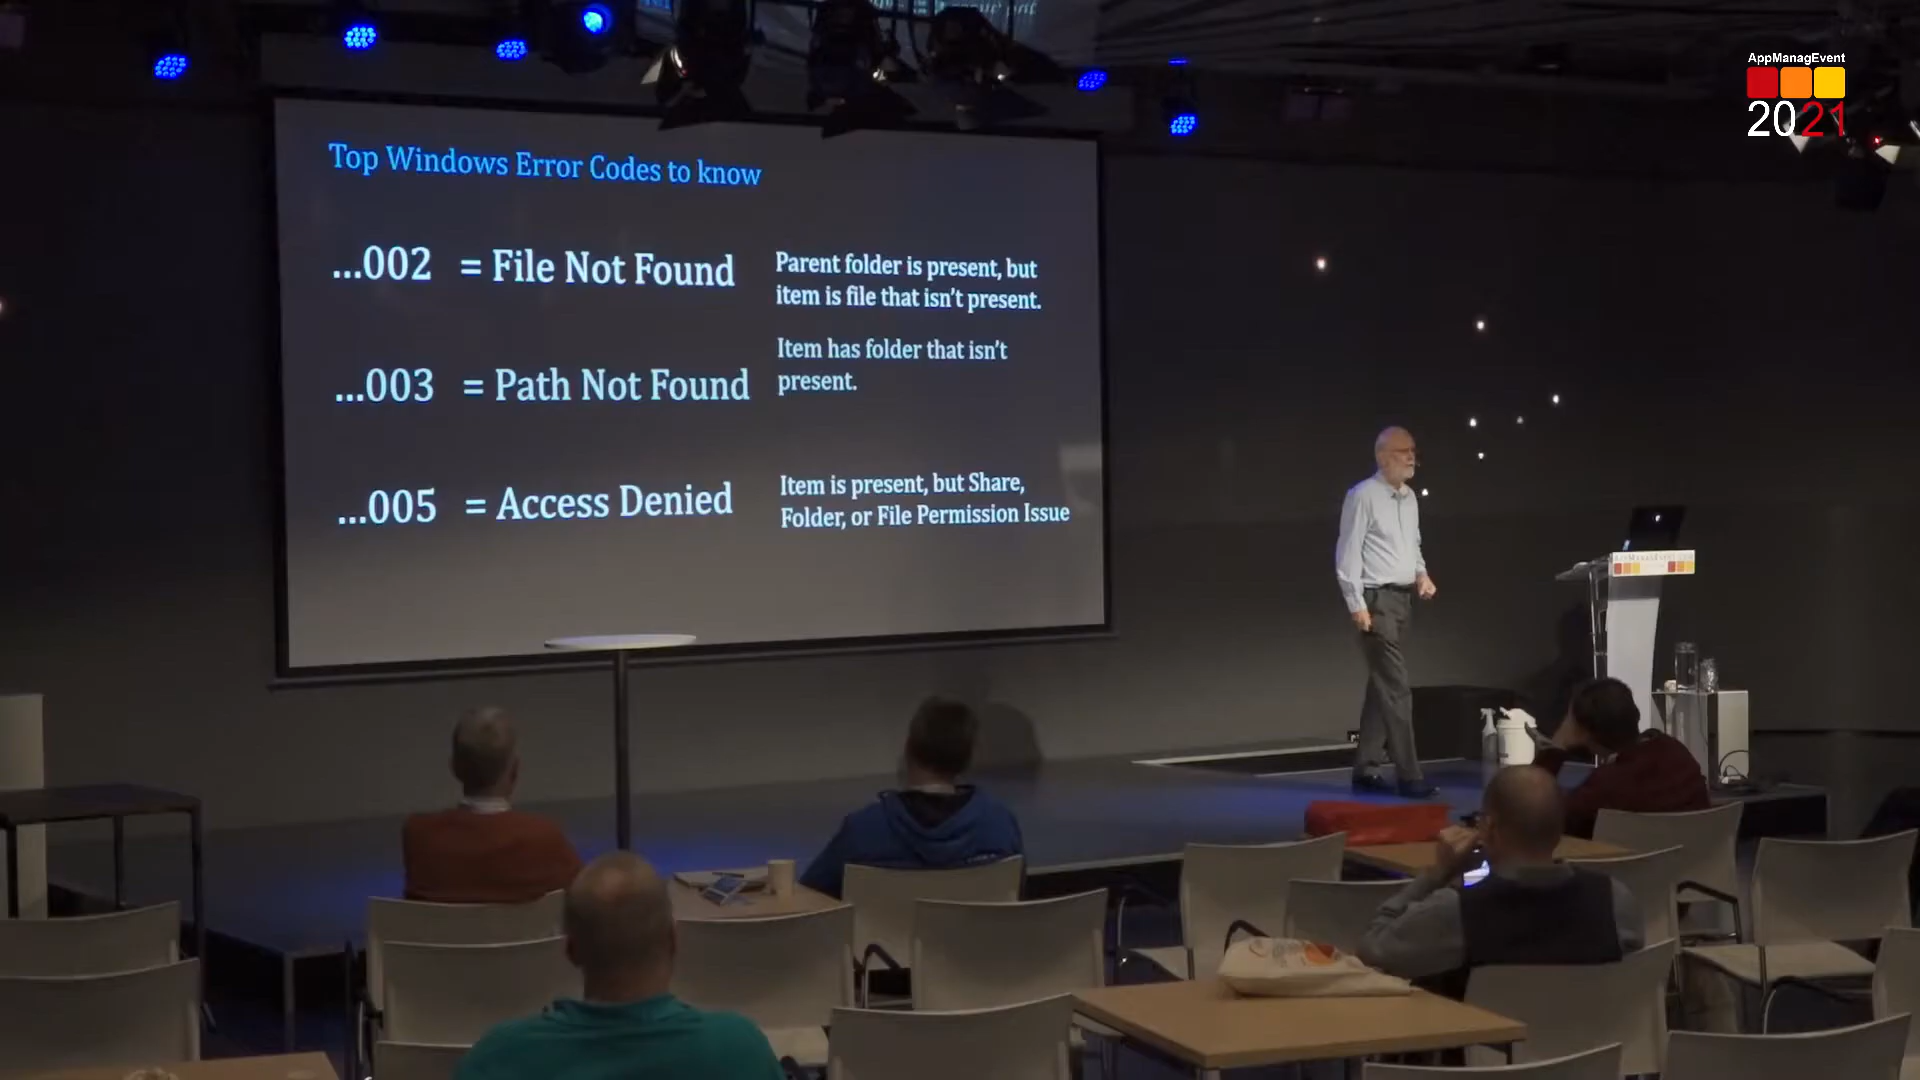 AppManagEvent
2021
Top Windows Error Codes to know
...002 = File Not Found
Parent folder is present, but
item is file that isn't present.
...003 = Path Not Found
Item has folder that isn't
present.
...005 = Access Denied
Item is present, but Share,
Folder, or File Permission Issue